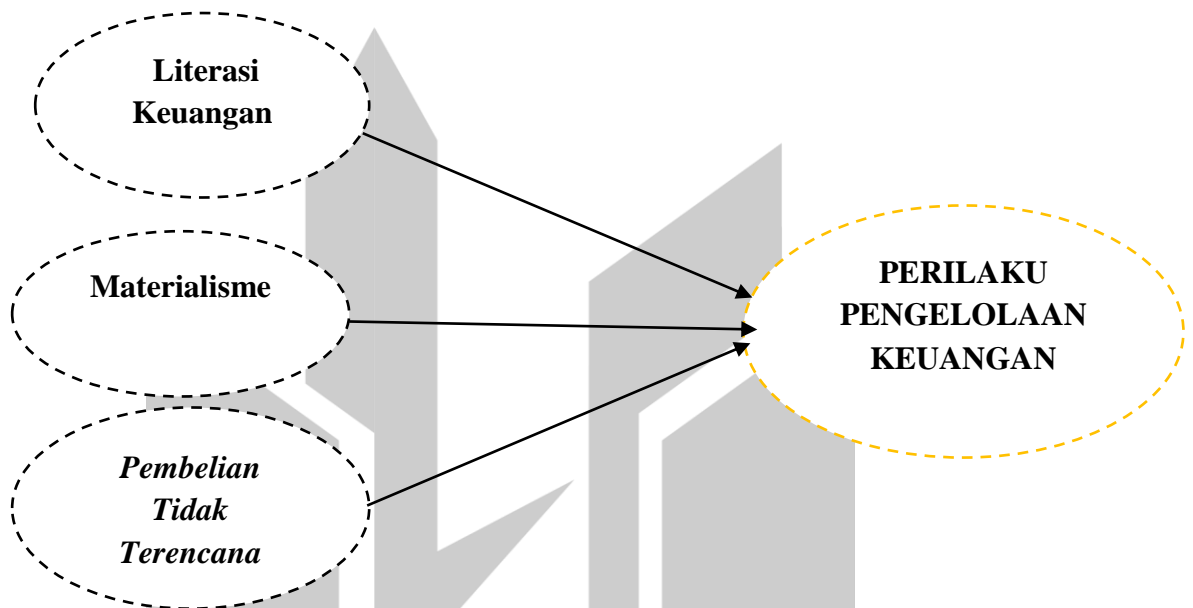 Literasi
Keuangan
Materialisme
Pembelian
Tidak
Terencana
PERILAKU
PENGELOLAAN
KEUANGAN